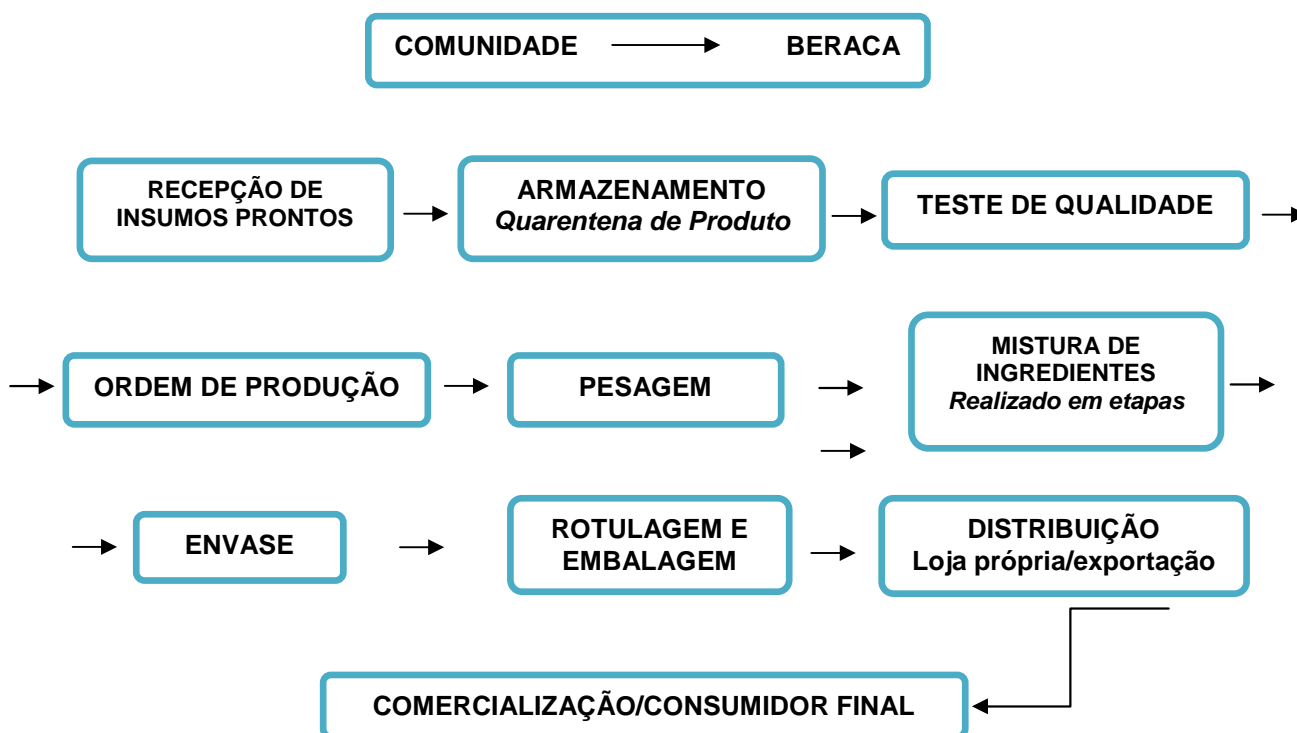 COMUNIDADE BERACA
RECEPÇÃO DE
INSUMOS PRONTOS
ARMAZENAMENTO
Quarentena de Produto
TESTE DE QUALIDADE
ORDEM DE PRODUÇÃO
PESAGEM
MISTURA DE
INGREDIENTES
Realizado em etapas
ENVASE
ROTULAGEM E
EMBALAGEM
DISTRIBUIÇÃO
Loja própria/exportação
COMERCIALIZAÇÃO/CONSUMIDOR FINAL